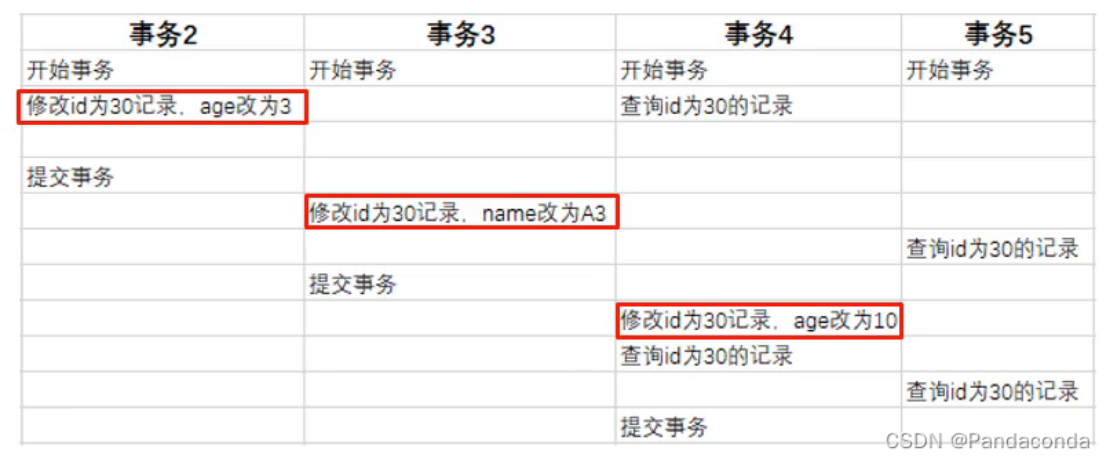 事务2 事务3 事务4 事务5
开始事务 开始事务 开始事务 开始事务
修改id为30记录，age改为3 查询id为30的记录
提交事务
修改id为30记录，name改为A3
查询id为30的记录
提交事务
修改id为30记录，age改为10
查询id为30的记录
查询id为30的记录
提交事务
CSDN @Pandaconda